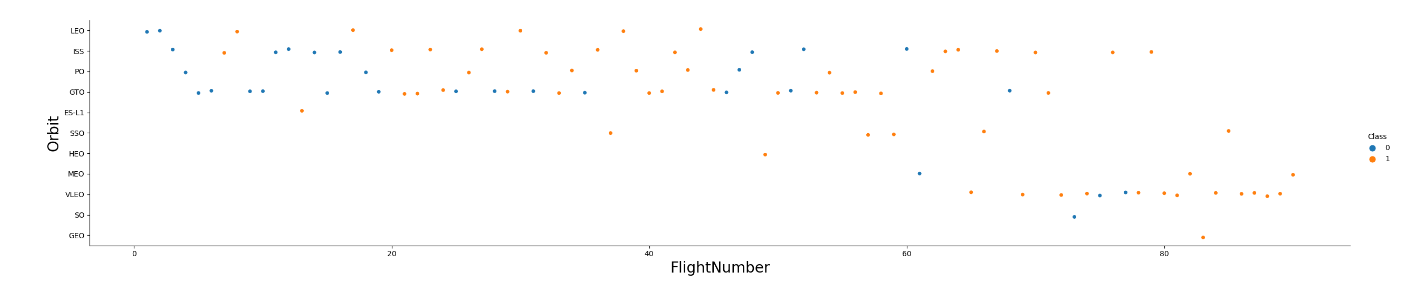 Orbit
LEO
ISS
PO
GTO
ES-L1
SSO
HEO
MEO
VLEO
SO
GEO
0 20 40 60 80
FlightNumber
Class
0
1